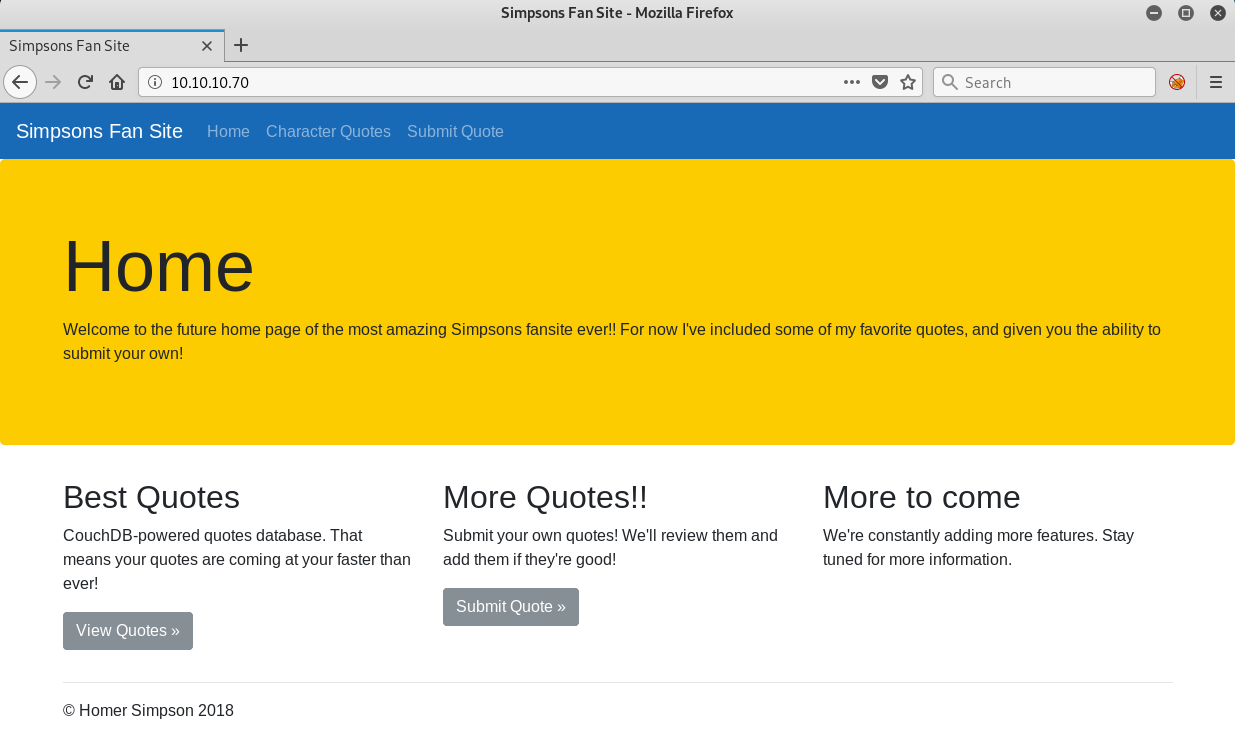 Simpsons Fan Site - Mozilla Firefox
Simpsons Fan Site
10.10.10.70
Search
Simpsons Fan Site Home Character Quotes Submit Quote
Home
Welcome to the future home page of the most amazing Simpsons fansite ever!! For now I've included some of my favorite quotes, and given you the ability to
submit your own!
Best Quotes
CouchDB-powered quotes database. That
means your quotes are coming at your faster than
ever!
View Quotes »
More Quotes!!
Submit your own quotes! We'll review them and
add them if they're good!
Submit Quote »
More to come
We're constantly adding more features. Stay
tuned for more information.
© Homer Simpson 2018